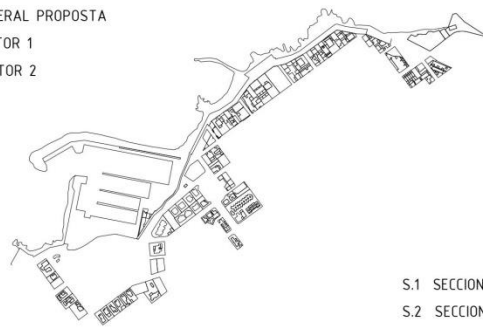 ERAL PROPOSTA
TOR 1
TOR 2
S.1 SECCION
S.2 SECCION